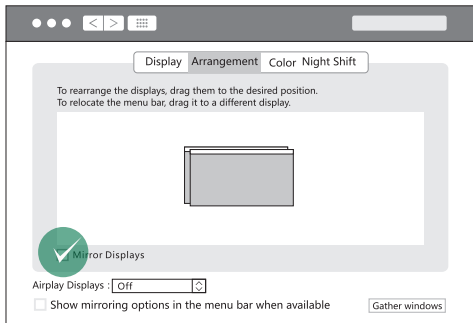 Display Arrangement Color Night Shift
To rearrange the displays, drag them to the desired position.
To relocate the menu bar, drag it to a different display.
Mirror Displays
Airplay Displays : Off
Show mirroring options in the menu bar when available
Gather windows